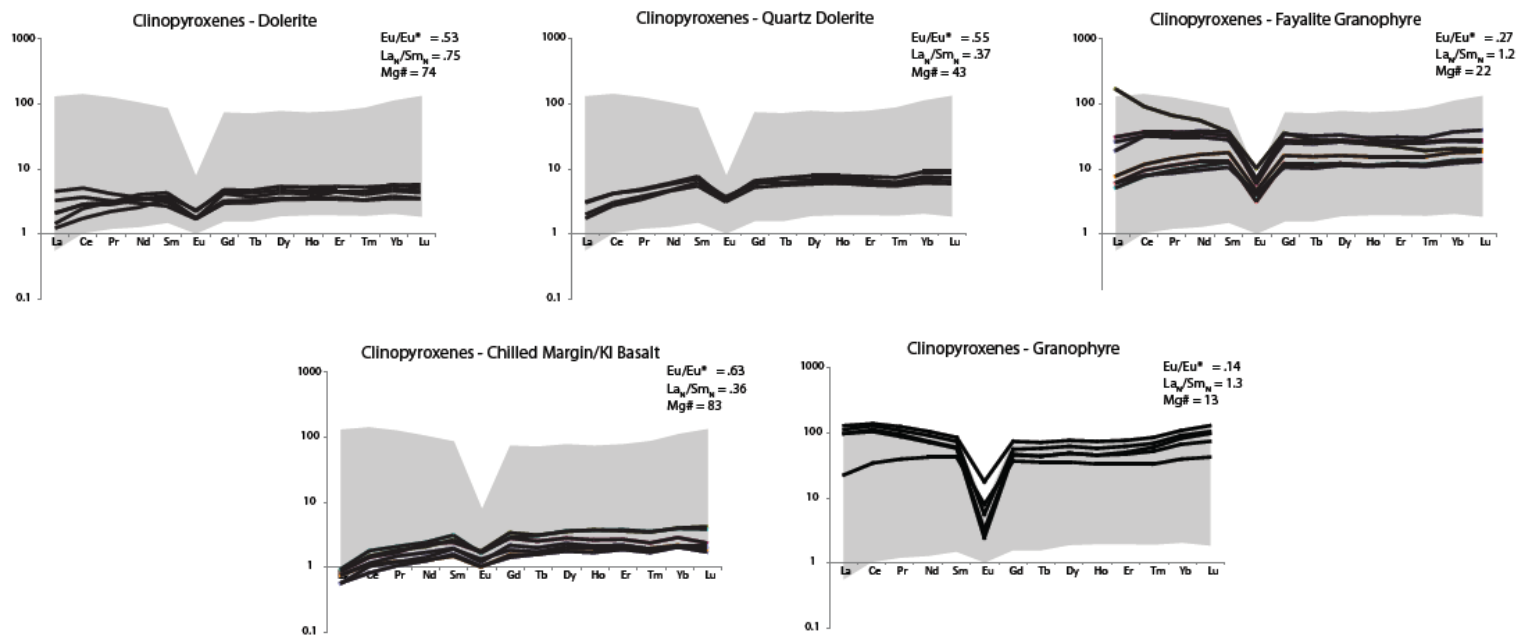 Clinopyroxenes - Dolerite
Eu/Eu* = .53
LaN/SmN = .75
Mg# = 74
1000
100
10
1
0.1
La Ce Pr Nd Sm Eu Gd Tb Dy Ho Er Tm Yb Lu
Clinopyroxenes - Quartz Dolerite
Eu/Eu* = .55
LaN/SmN = .37
Mg# = 43
1000
100
10
1
0.1
La Ce Pr Nd Sm Eu Gd Tb Dy Ho Er Tm Yb Lu
Clinopyroxenes - Fayalite Granophyre
Eu/Eu* = .27
LaN/SmN = 1.2
Mg# = 22
1000
100
10
1
La Ce Pr Nd Sm Eu Gd Tb Dy Ho Er Tm Yb Lu
Clinopyroxenes - Chilled Margin/KI Basalt
Eu/Eu* = .63
LaN/SmN = .36
Mg# = 83
1000
100
10
1
0.1
Ce Pr Nd Sm Eu Gd Tb Dy Ho Er Tm Yb Lu
Clinopyroxenes - Granophyre
Eu/Eu* = .14
LaN/SmN = 1.3
Mg# = 13
1000
100
10
1
0.1
La Ce Pr Nd Sm Eu Gd Tb Dy Ho Er Tm Yb Lu